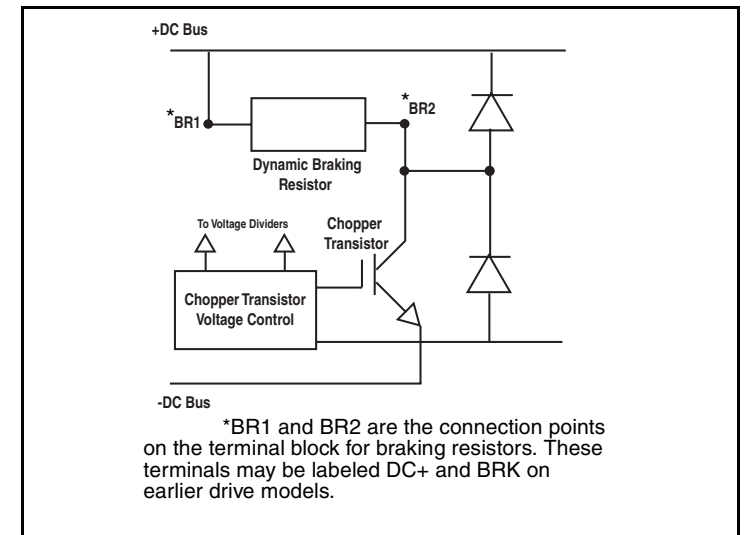 +DC Bus
*BR1
*BR2
Dynamic Braking
Resistor
To Voltage Dividers
Chopper
Transistor
Chopper Transistor
Voltage Control
-DC Bus
*BR1 and BR2 are the connection points
on the terminal block for braking resistors. These
terminals may be labeled DC+ and BRK on
earlier drive models.